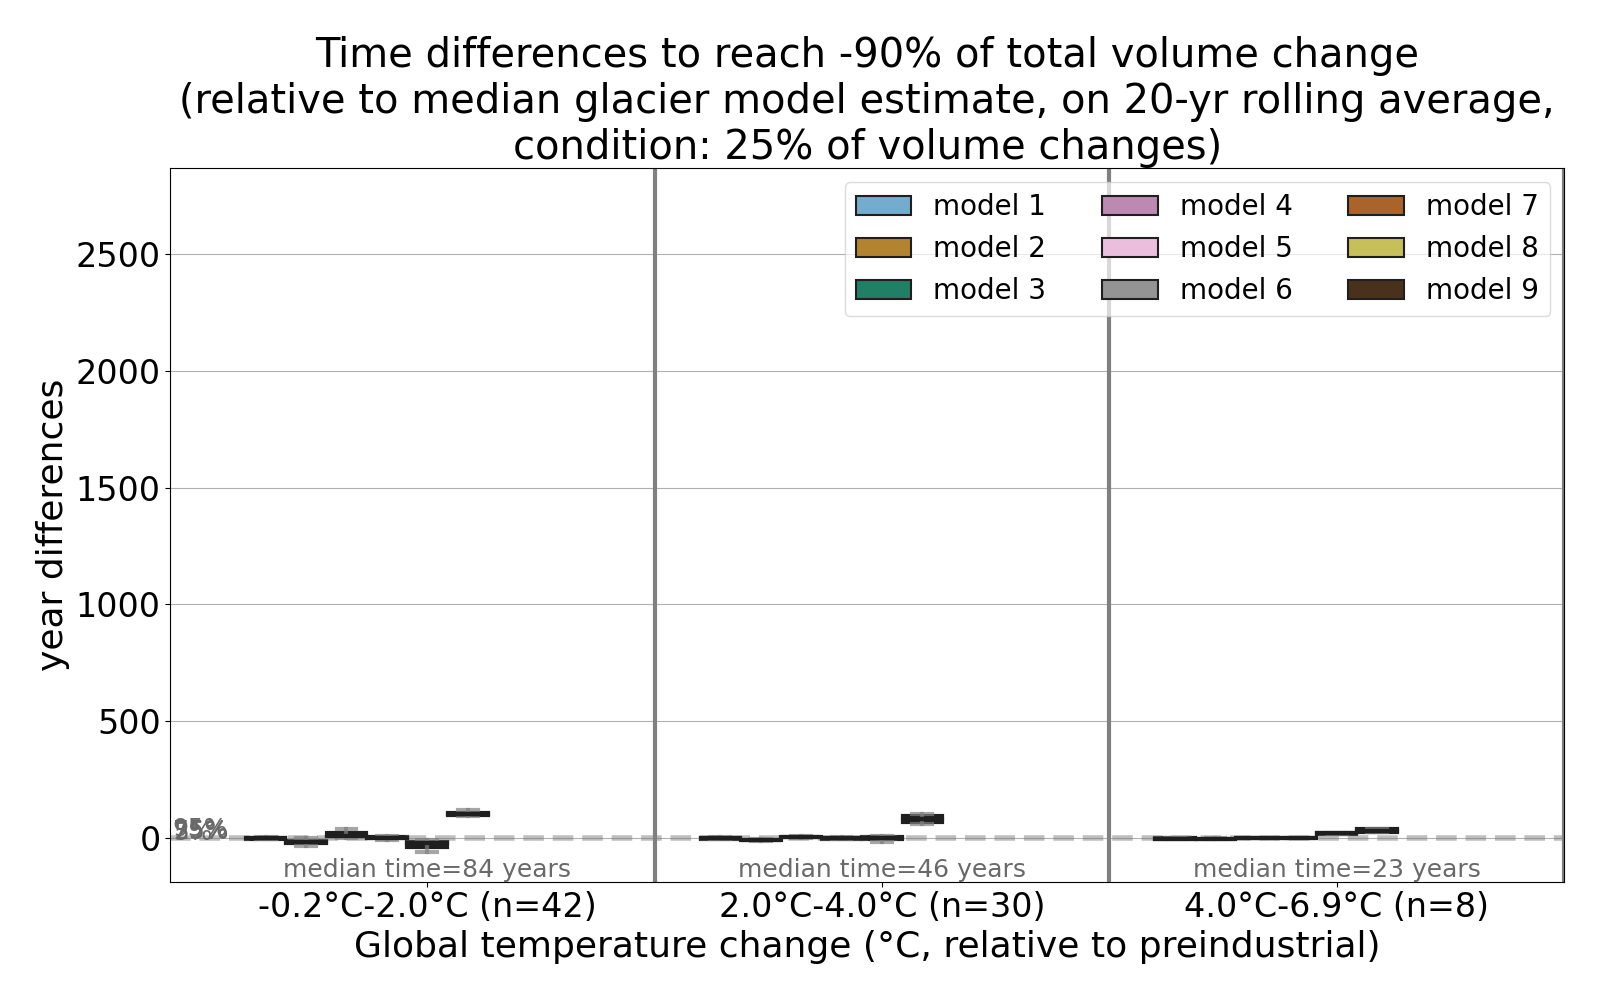 Time differences to reach -90% of total volume change
(relative to median glacier model estimate, on 20-yr rolling average,
condition: 25% of volume changes)
model 1
model 2
model 3
model 4
model 5
model 6
model 7
model 8
model 9
year differences
2500
2000
1500
1000
500
0
median time=84 years
median time=46 years
median time=23 years
-0.2°C-2.0°C (n=42)
2.0°C-4.0°C (n=30)
4.0°C-6.9°C (n=8)
Global temperature change (°C, relative to preindustrial)